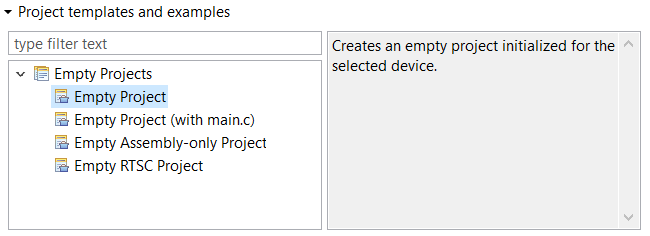 Project templates and examples
type filter text
Empty Projects
Empty Project
Empty Project (with main.c)
Empty Assembly-only Project
Empty RTSC Project
Creates an empty project initialized for the
selected device.